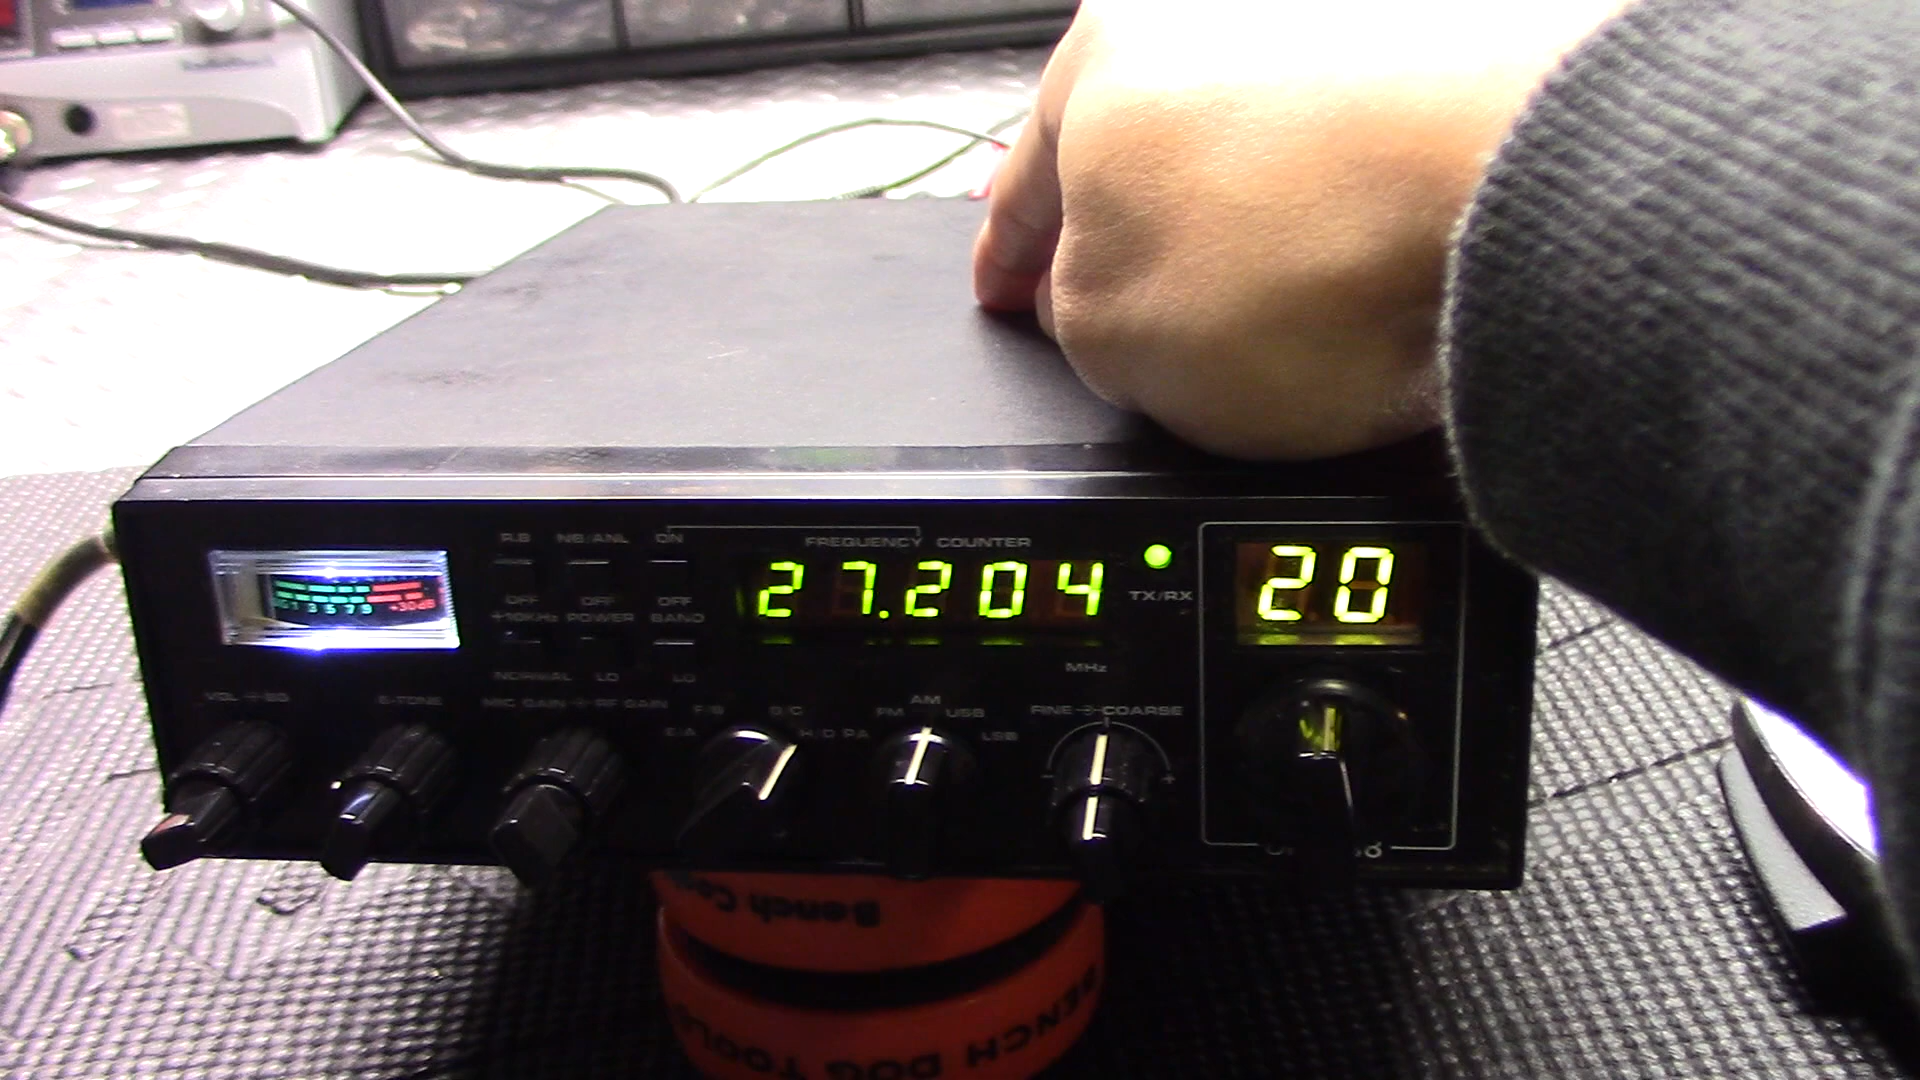 R.B NB/ANL ON
FREQUENCY COUNTER
27.204
20
TX/RX
1 3 5 7 9 +30dB
OFF OFF OFF
+10KHz POWER BAND
MHz
NORMAL LO LO
VOL SQ
MIC GAIN RF GAIN
AM
FM USB
FINE COARSE
PA
LSB
- +
Bench
BENCH DOG TOOLS